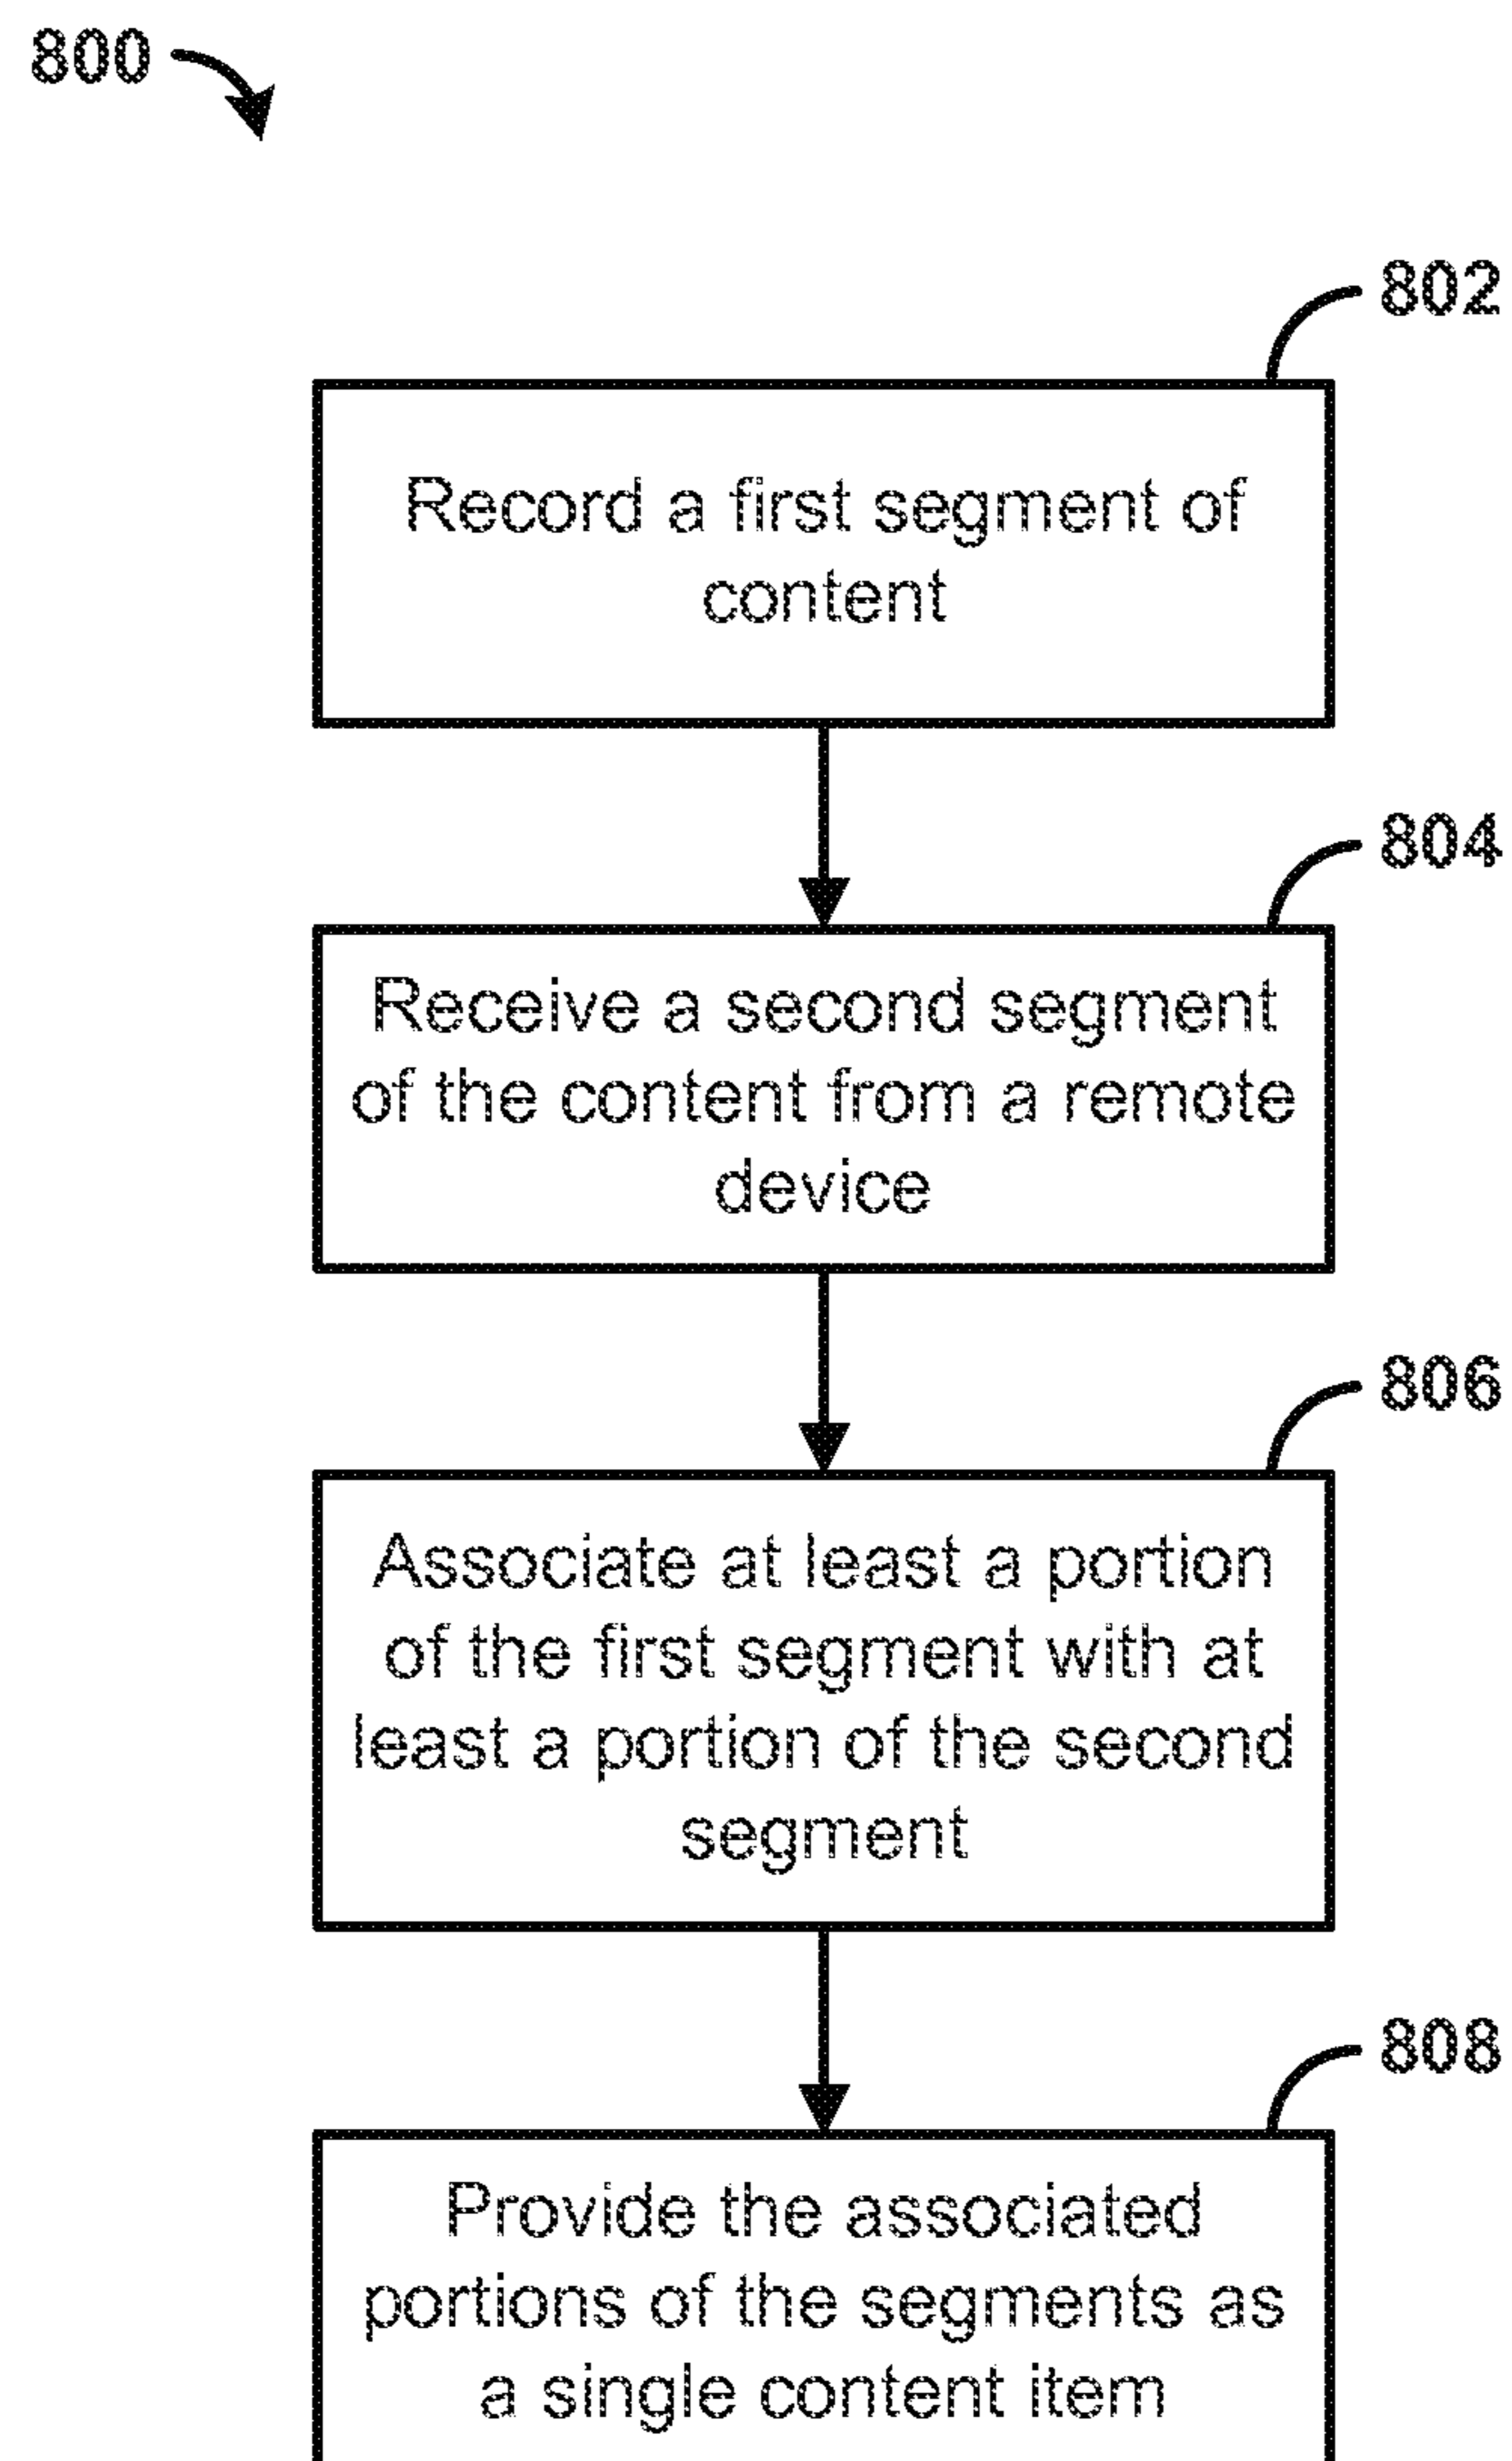 800
802
Record a first segment of
content
804
Receive a second segment
of the content from a remote
device
806
Associate at least a portion
of the first segment with at
least a portion of the second
segment
808
Provide the associated
portions of the segments as
a single content item